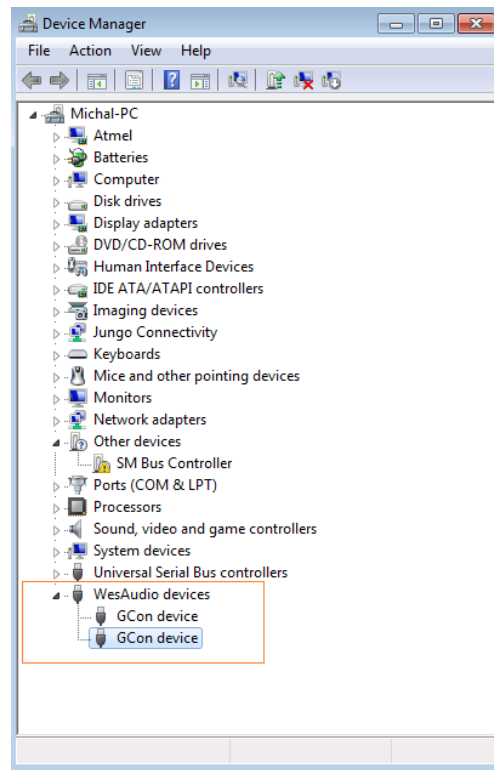 Device Manager
File Action View Help
Michal-PC
Atmel
Batteries
Computer
Disk drives
Display adapters
DVD/CD-ROM drives
Human Interface Devices
IDE ATA/ATAPI controllers
Imaging devices
Jungo Connectivity
Keyboards
Mice and other pointing devices
Monitors
Network adapters
Other devices
SM Bus Controller
Ports (COM & LPT)
Processors
Sound, video and game controllers
System devices
Universal Serial Bus controllers
WesAudio devices
GCon device
GCon device